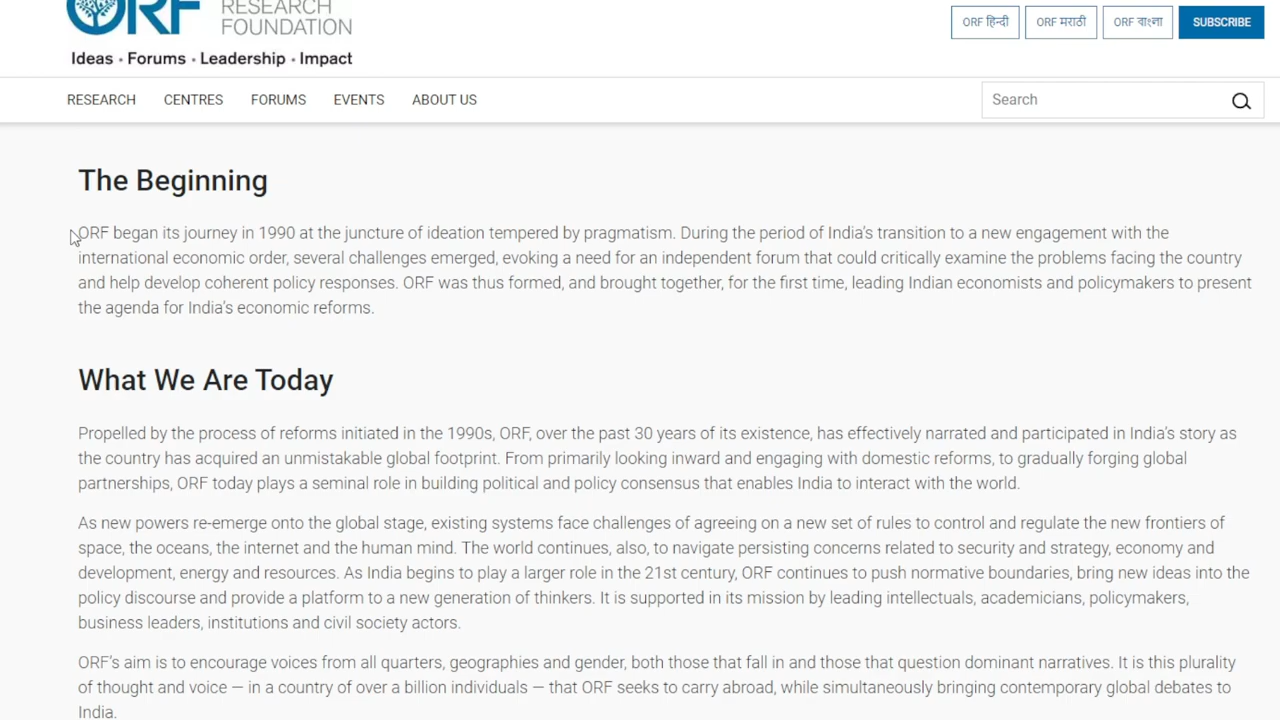 ORF RESEARCH
FOUNDATION
Ideas • Forums • Leadership • Impact
ORF हिन्दी
ORF मराठी
ORF বাংলা
SUBSCRIBE
RESEARCH CENTRES FORUMS EVENTS ABOUT US
Search
The Beginning
ORF began its journey in 1990 at the juncture of ideation tempered by pragmatism. During the period of India's transition to a new engagement with the
international economic order, several challenges emerged, evoking a need for an independent forum that could critically examine the problems facing the country
and help develop coherent policy responses. ORF was thus formed, and brought together, for the first time, leading Indian economists and policymakers to present
the agenda for India's economic reforms.
What We Are Today
Propelled by the process of reforms initiated in the 1990s, ORF, over the past 30 years of its existence, has effectively narrated and participated in India's story as
the country has acquired an unmistakable global footprint. From primarily looking inward and engaging with domestic reforms, to gradually forging global
partnerships, ORF today plays a seminal role in building political and policy consensus that enables India to interact with the world.
As new powers re-emerge onto the global stage, existing systems face challenges of agreeing on a new set of rules to control and regulate the new frontiers of
space, the oceans, the internet and the human mind. The world continues, also, to navigate persisting concerns related to security and strategy, economy and
development, energy and resources. As India begins to play a larger role in the 21st century, ORF continues to push normative boundaries, bring new ideas into the
policy discourse and provide a platform to a new generation of thinkers. It is supported in its mission by leading intellectuals, academicians, policymakers,
business leaders, institutions and civil society actors.
ORF's aim is to encourage voices from all quarters, geographies and gender, both those that fall in and those that question dominant narratives. It is this plurality
of thought and voice — in a country of over a billion individuals — that ORF seeks to carry abroad, while simultaneously bringing contemporary global debates to
India.